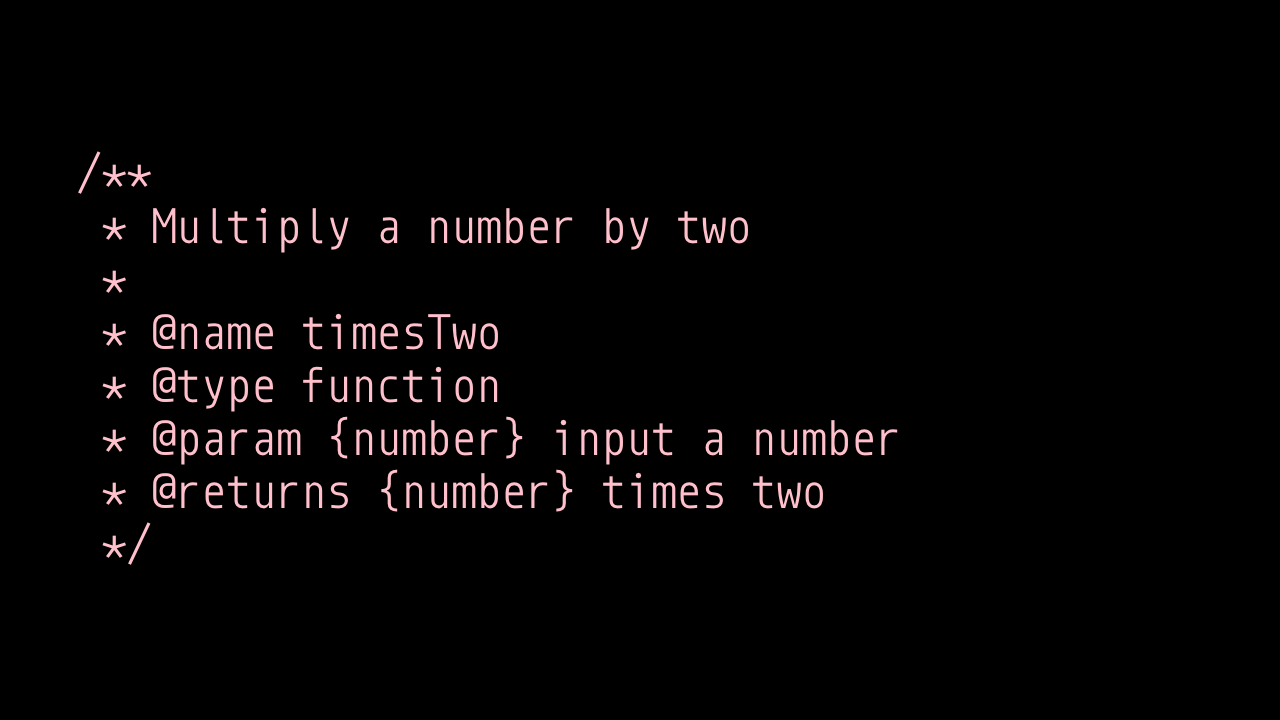 /**
 * Multiply a number by two
 *
 * @name timesTwo
 * @type function
 * @param {number} input a number
 * @returns {number} times two
 */